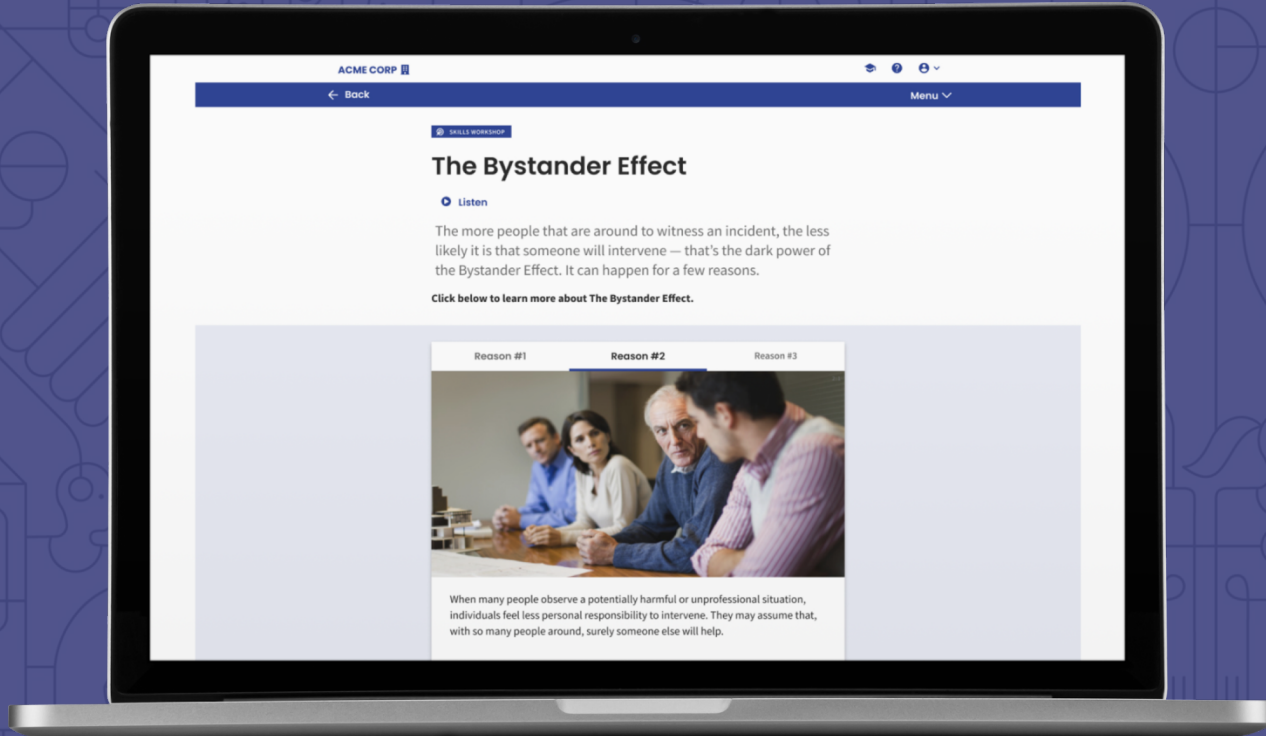 ACME CORP
Back
Menu
SKILLS WORKSHOP
The Bystander Effect
Listen
The more people that are around to witness an incident, the less
likely it is that someone will intervene — that's the dark power of
the Bystander Effect. It can happen for a few reasons.
Click below to learn more about The Bystander Effect.
Reason #1 Reason #2 Reason #3
When many people observe a potentially harmful or unprofessional situation,
individuals feel less personal responsibility to intervene. They may assume that,
with so many people around, surely someone else will help.